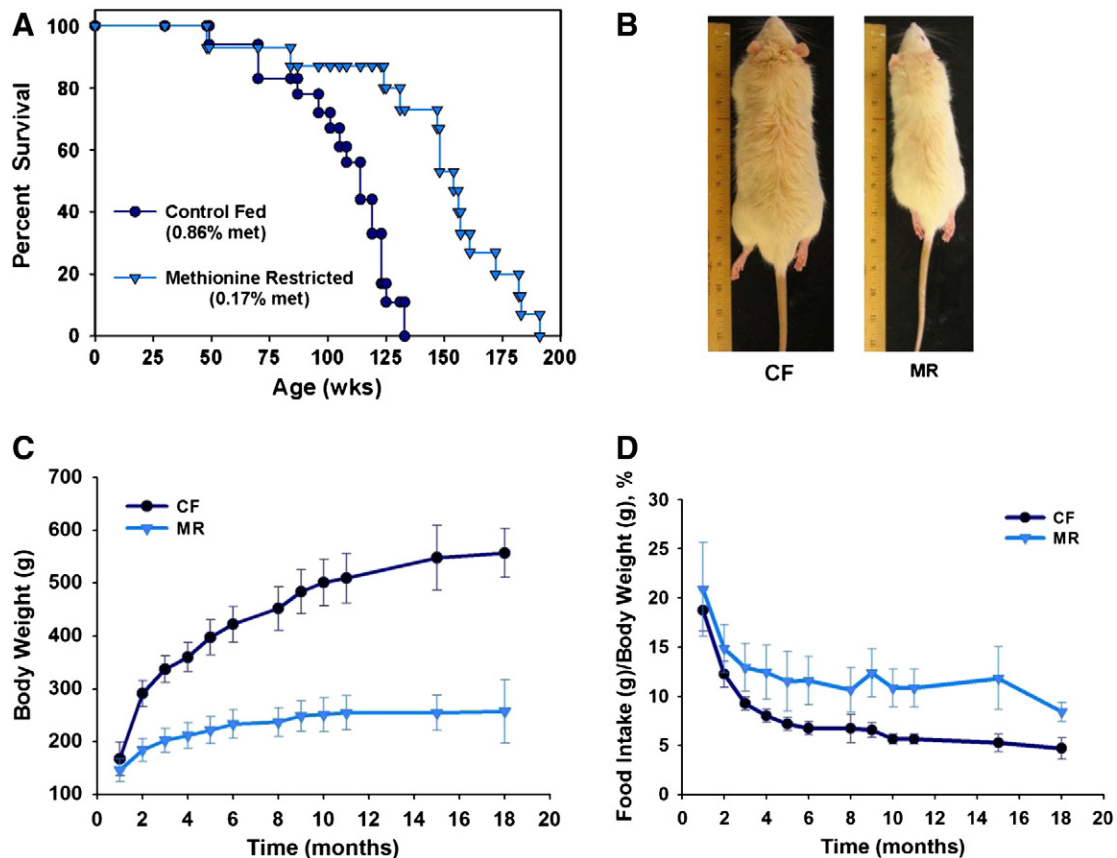 A
Percent Survival
100
80
60
40
20
0
Control Fed
(0.86% met)
Methionine Restricted
(0.17% met)
0 25 50 75 100 125 150 175 200
Age (wks)
B
CF
MR
C
Body Weight (g)
700
600
500
400
300
200
100
CF
MR
0 2 4 6 8 10 12 14 16 18 20
Time (months)
D
Food Intake (g)/Body Weight (g), %
30
25
20
15
10
5
0
CF
MR
0 2 4 6 8 10 12 14 16 18 20
Time (months)